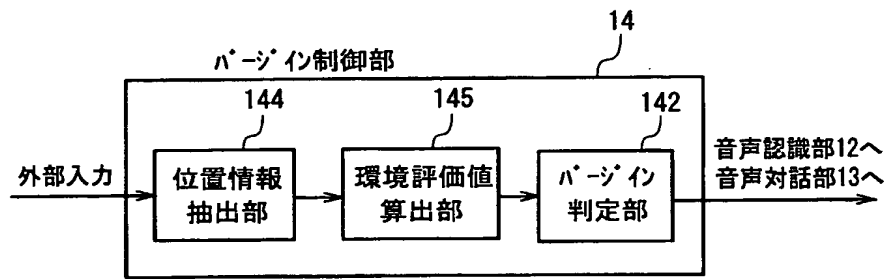 14
バージイン制御部
144
145
142
外部入力
位置情報
抽出部
環境評価値
算出部
バージイン
判定部
音声認識部12へ
音声対話部13へ